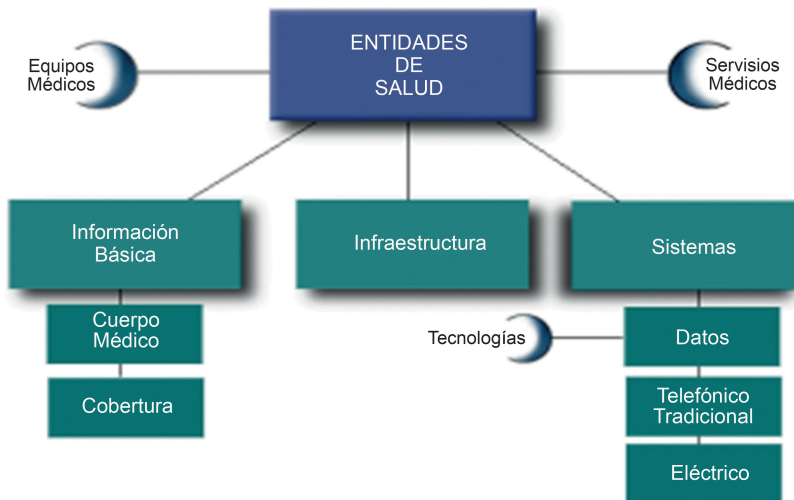 ENTIDADES
DE
SALUD
Equipos
Médicos
Servisios
Médicos
Información
Básica
Infraestructura
Sistemas
Cuerpo
Médico
Tecnologías
Datos
Cobertura
Telefónico
Tradicional
Eléctrico